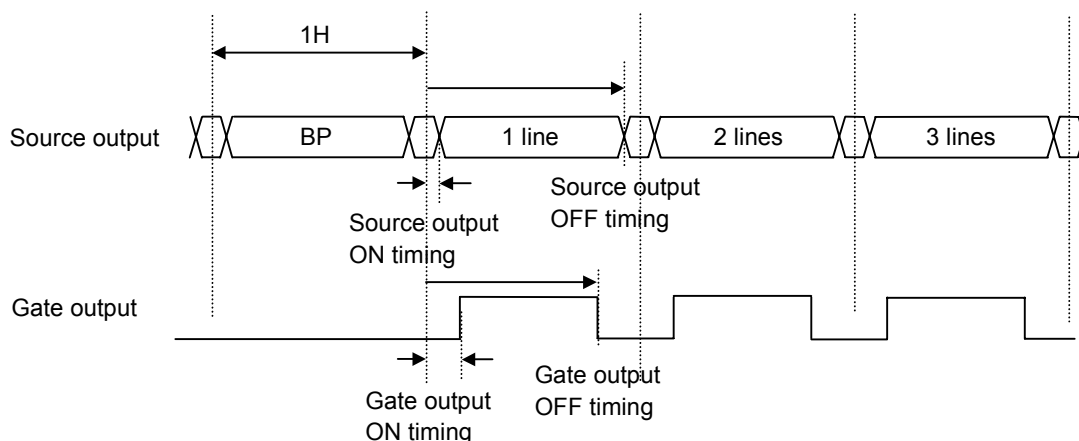 1H
Source output
BP
1 line
2 lines
3 lines
Source output
ON timing
Source output
OFF timing
Gate output
Gate output
ON timing
Gate output
OFF timing